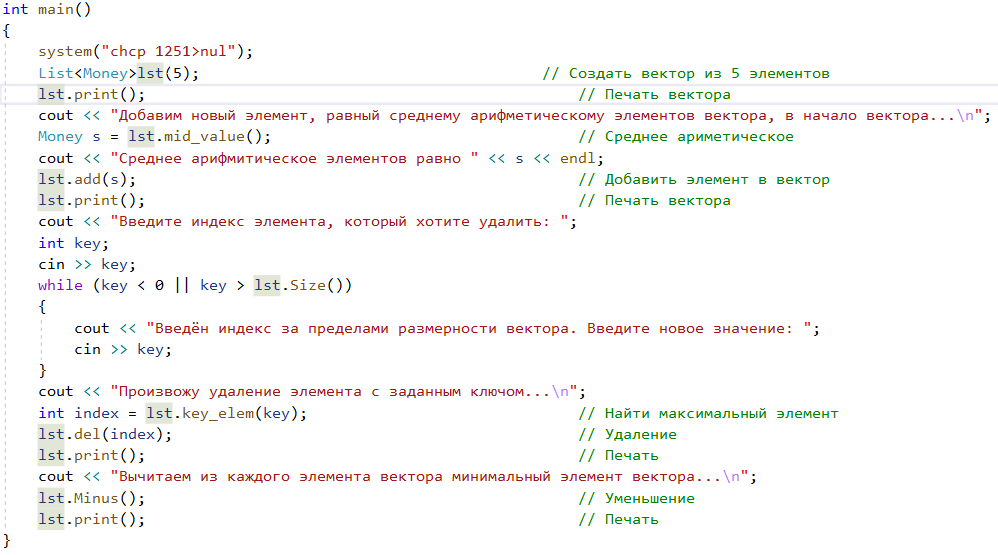 int main()
{
system("chcp 1251>nul");
List<Money>lst(5); // Создать вектор из 5 элементов
lst.print(); // Печать вектора
cout << "Добавим новый элемент, равный среднему арифметическому элементов вектора, в начало вектора...\n";
Money s = lst.mid_value(); // Среднее ариметическое
cout << "Среднее арифмитическое элементов равно " << s << endl;
lst.add(s); // Добавить элемент в вектор
lst.print(); // Печать вектора
cout << "Введите индекс элемента, который хотите удалить: ";
int key;
cin >> key;
while (key < 0 || key > lst.Size())
{
cout << "Введён индекс за пределами размерности вектора. Введите новое значение: ";
cin >> key;
}
cout << "Произвожу удаление элемента с заданным ключом...\n";
int index = lst.key_elem(key); // Найти максимальный элемент
lst.del(index); // Удаление
lst.print(); // Печать
cout << "Вычитаем из каждого элемента вектора минимальный элемент вектора...\n";
lst.Minus(); // Уменьшение
lst.print(); // Печать
}